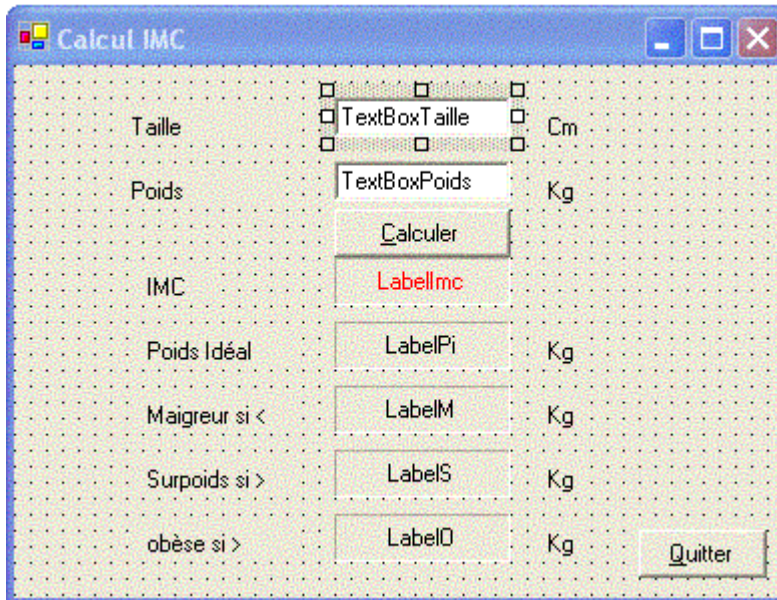 Calcul IMC
Taille TextBoxTaille Cm
Poids TextBoxPoids Kg
Calculer
IMC LabelImc
Poids Idéal LabelPi Kg
Maigreur si < LabelM Kg
Surpoids si > LabelS Kg
obèse si > LabelO Kg
Quitter